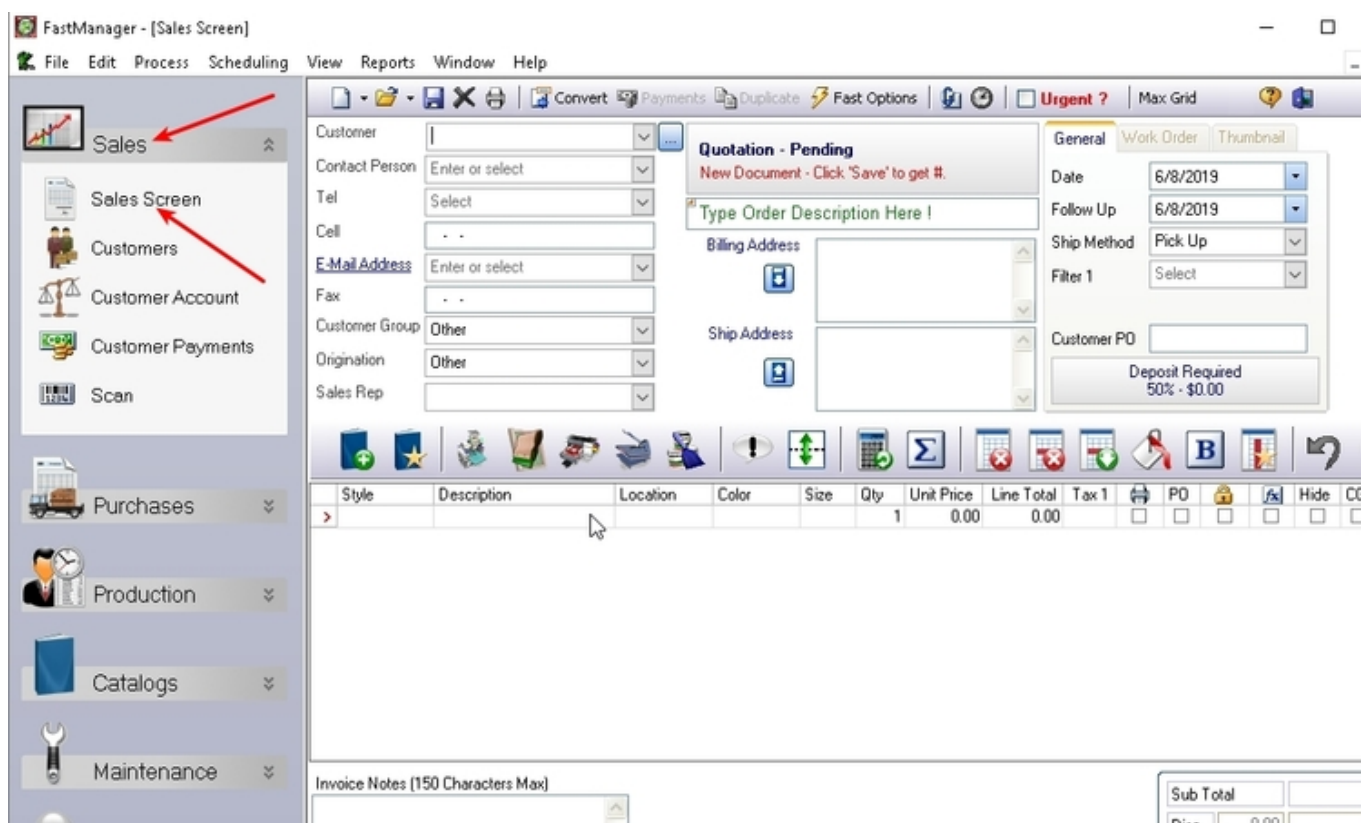 FastManager - [Sales Screen]
File Edit Process Scheduling View Reports Window Help
Convert Payments Duplicate Fast Options Urgent ? Max Grid
Sales
Sales Screen
Customers
Customer Account
Customer Payments
Scan
Purchases
Production
Catalogs
Maintenance
Customer
Contact Person Enter or select
Tel Select
Cell - -
E-Mail Address Enter or select
Fax - -
Customer Group Other
Origination Other
Sales Rep
Quotation - Pending
New Document - Click 'Save' to get #.
Type Order Description Here !
Billing Address
Ship Address
General Work Order Thumbnail
Date 6/8/2019
Follow Up 6/8/2019
Ship Method Pick Up
Filter 1 Select
Customer PO
Deposit Required
50% - $0.00
B
Style Description Location Color Size Qty Unit Price Line Total Tax 1 PO fx Hide
1 0.00 0.00
Invoice Notes (150 Characters Max)
Sub Total
0.00